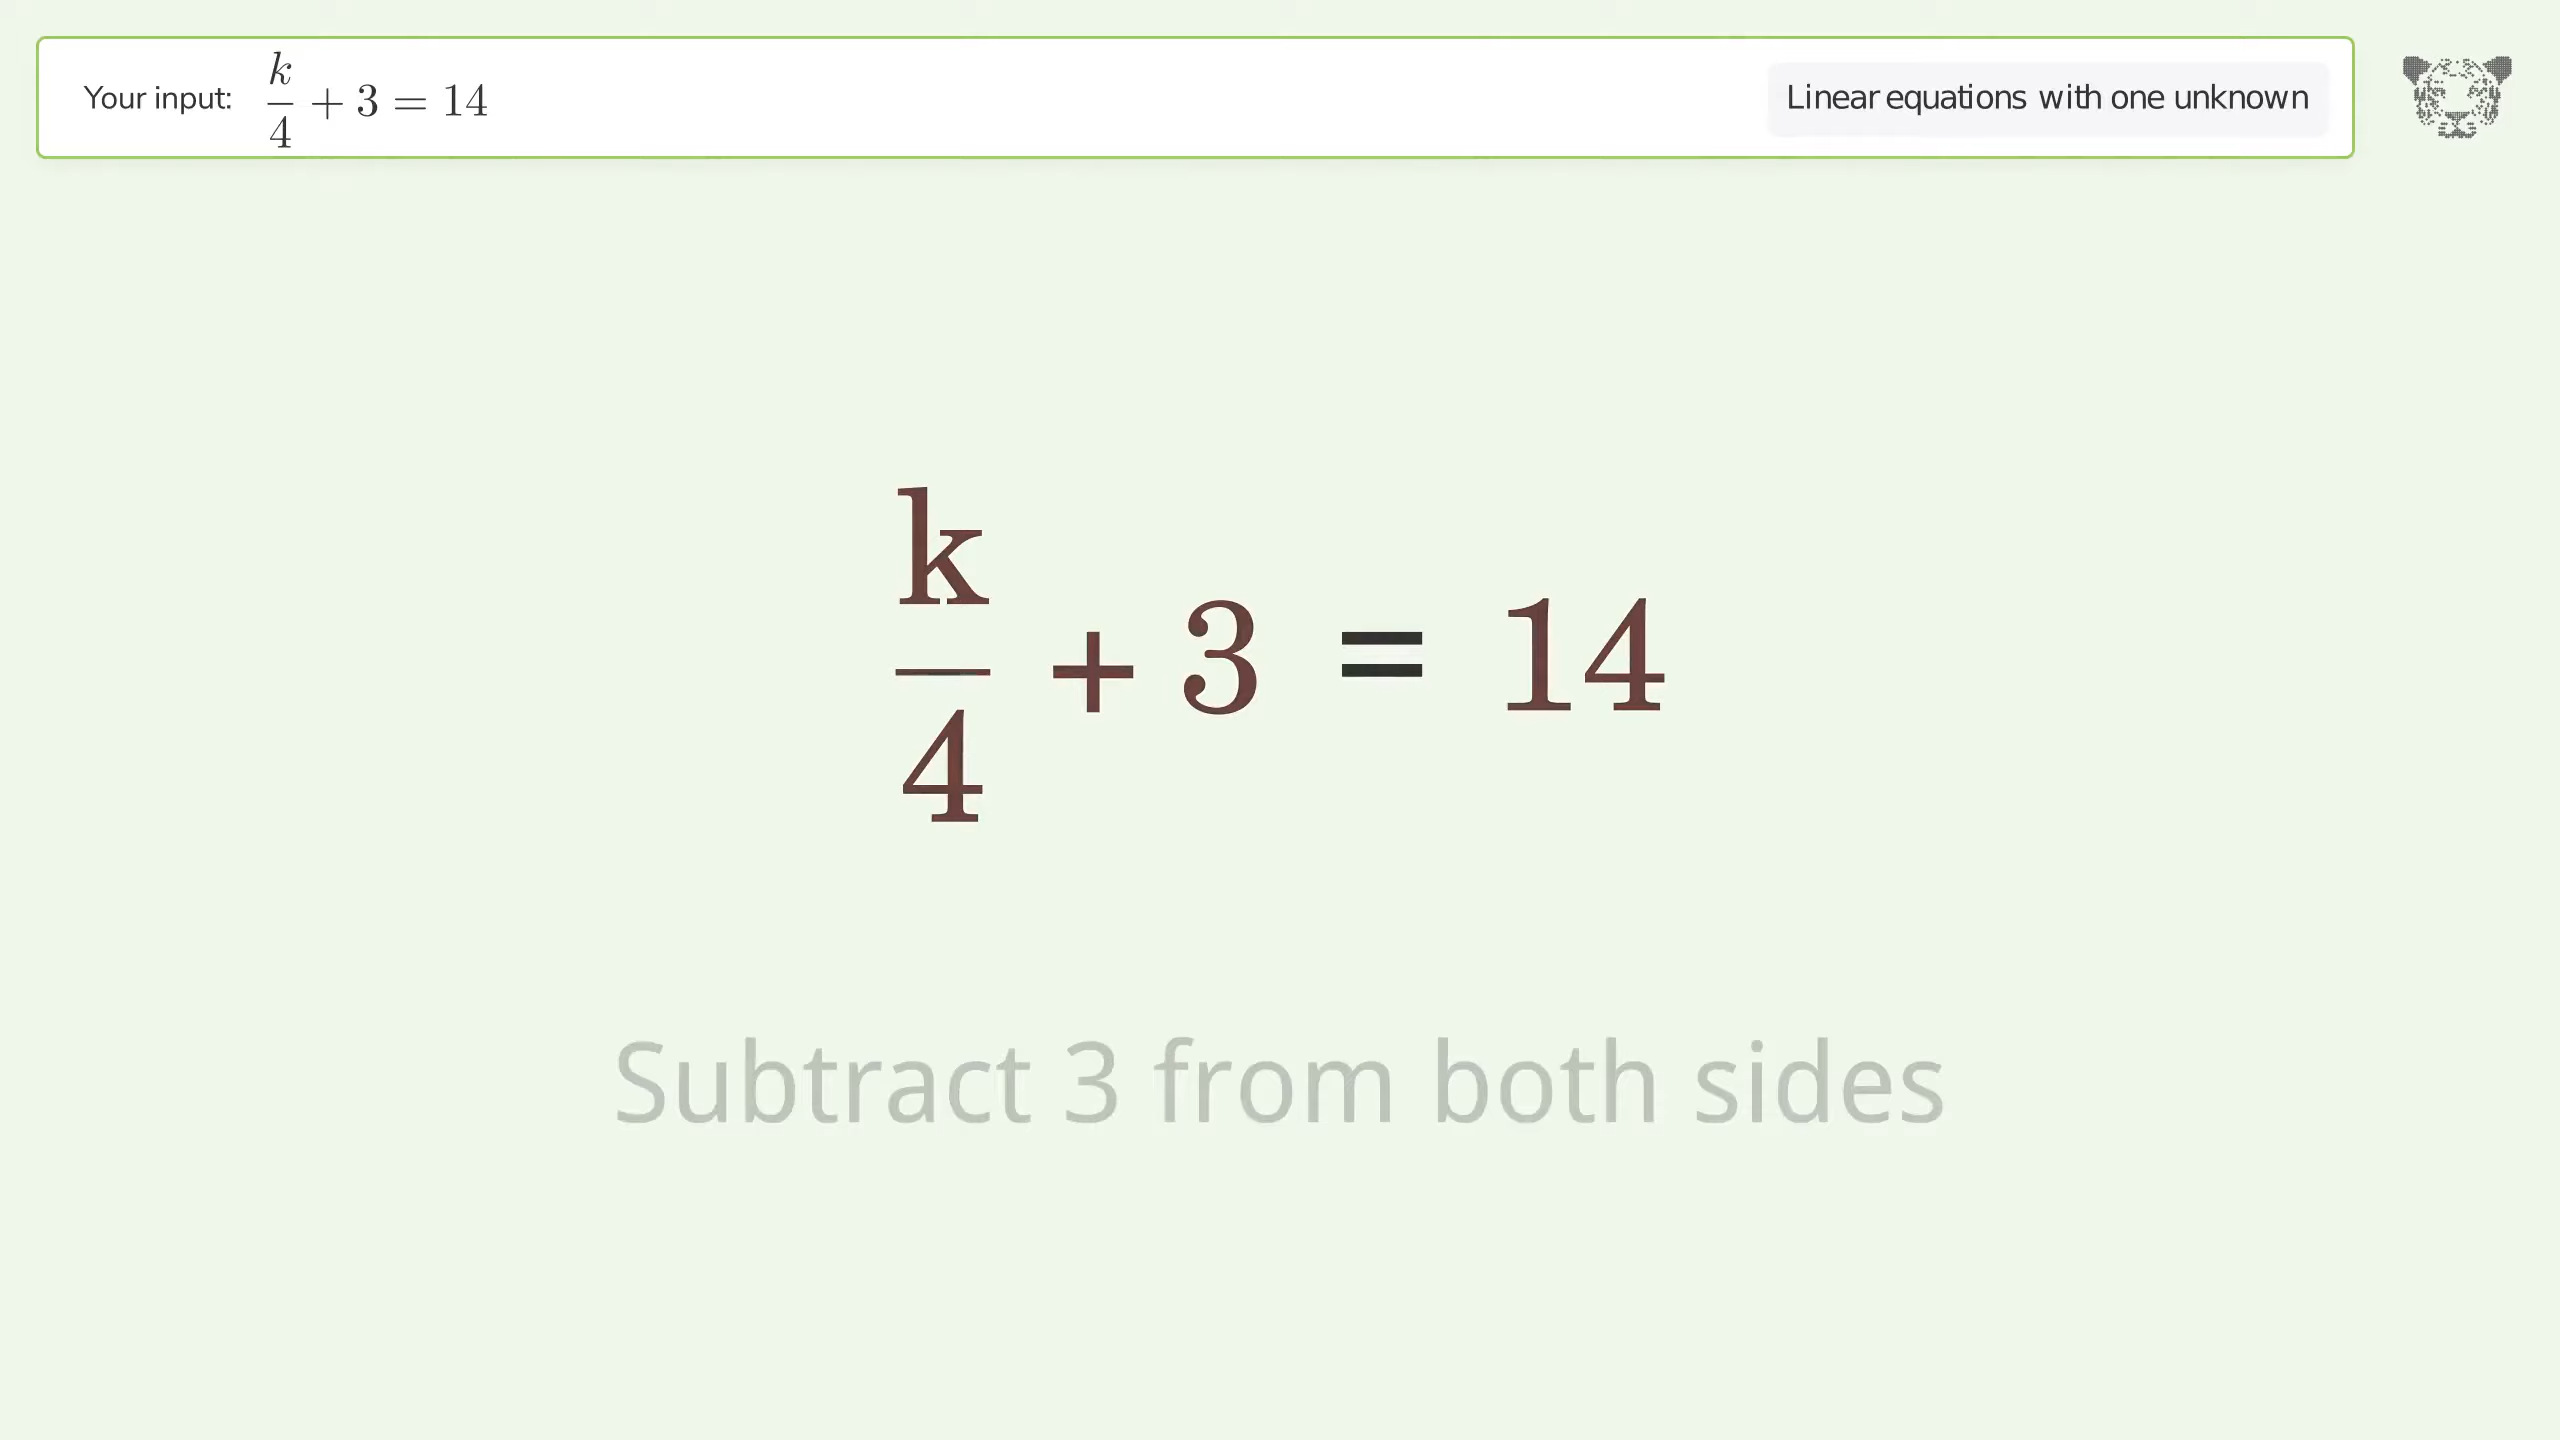 Your input: k/4 + 3 = 14
Linear equations with one unknown
k/4 + 3 = 14
Subtract 3 from both sides